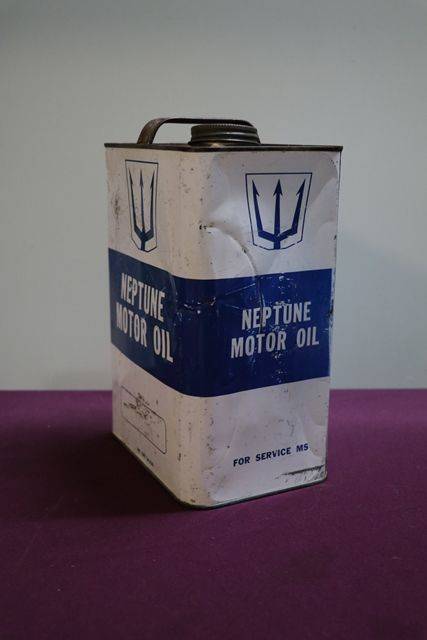 NEPTUNE
MOTOR OIL
NEPTUNE
MOTOR OIL
FOR SERVICE MS